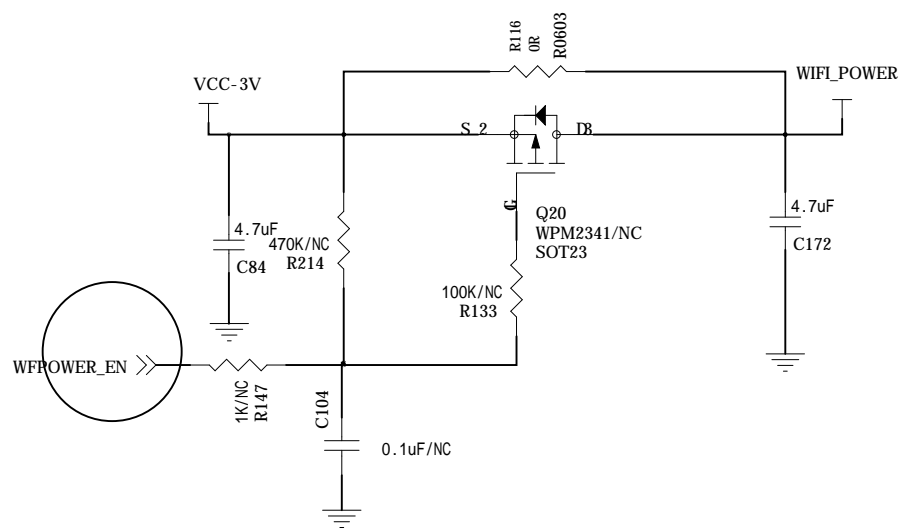 R116
0R
R0603
VCC-3V
WIFI_POWER
S 2
D3
G
4.7uF
C84
470K/NC
R214
Q20
WPM2341/NC
SOT23
4.7uF
C172
100K/NC
R133
WFPOWER_EN
1K/NC
R147
C104
0.1uF/NC